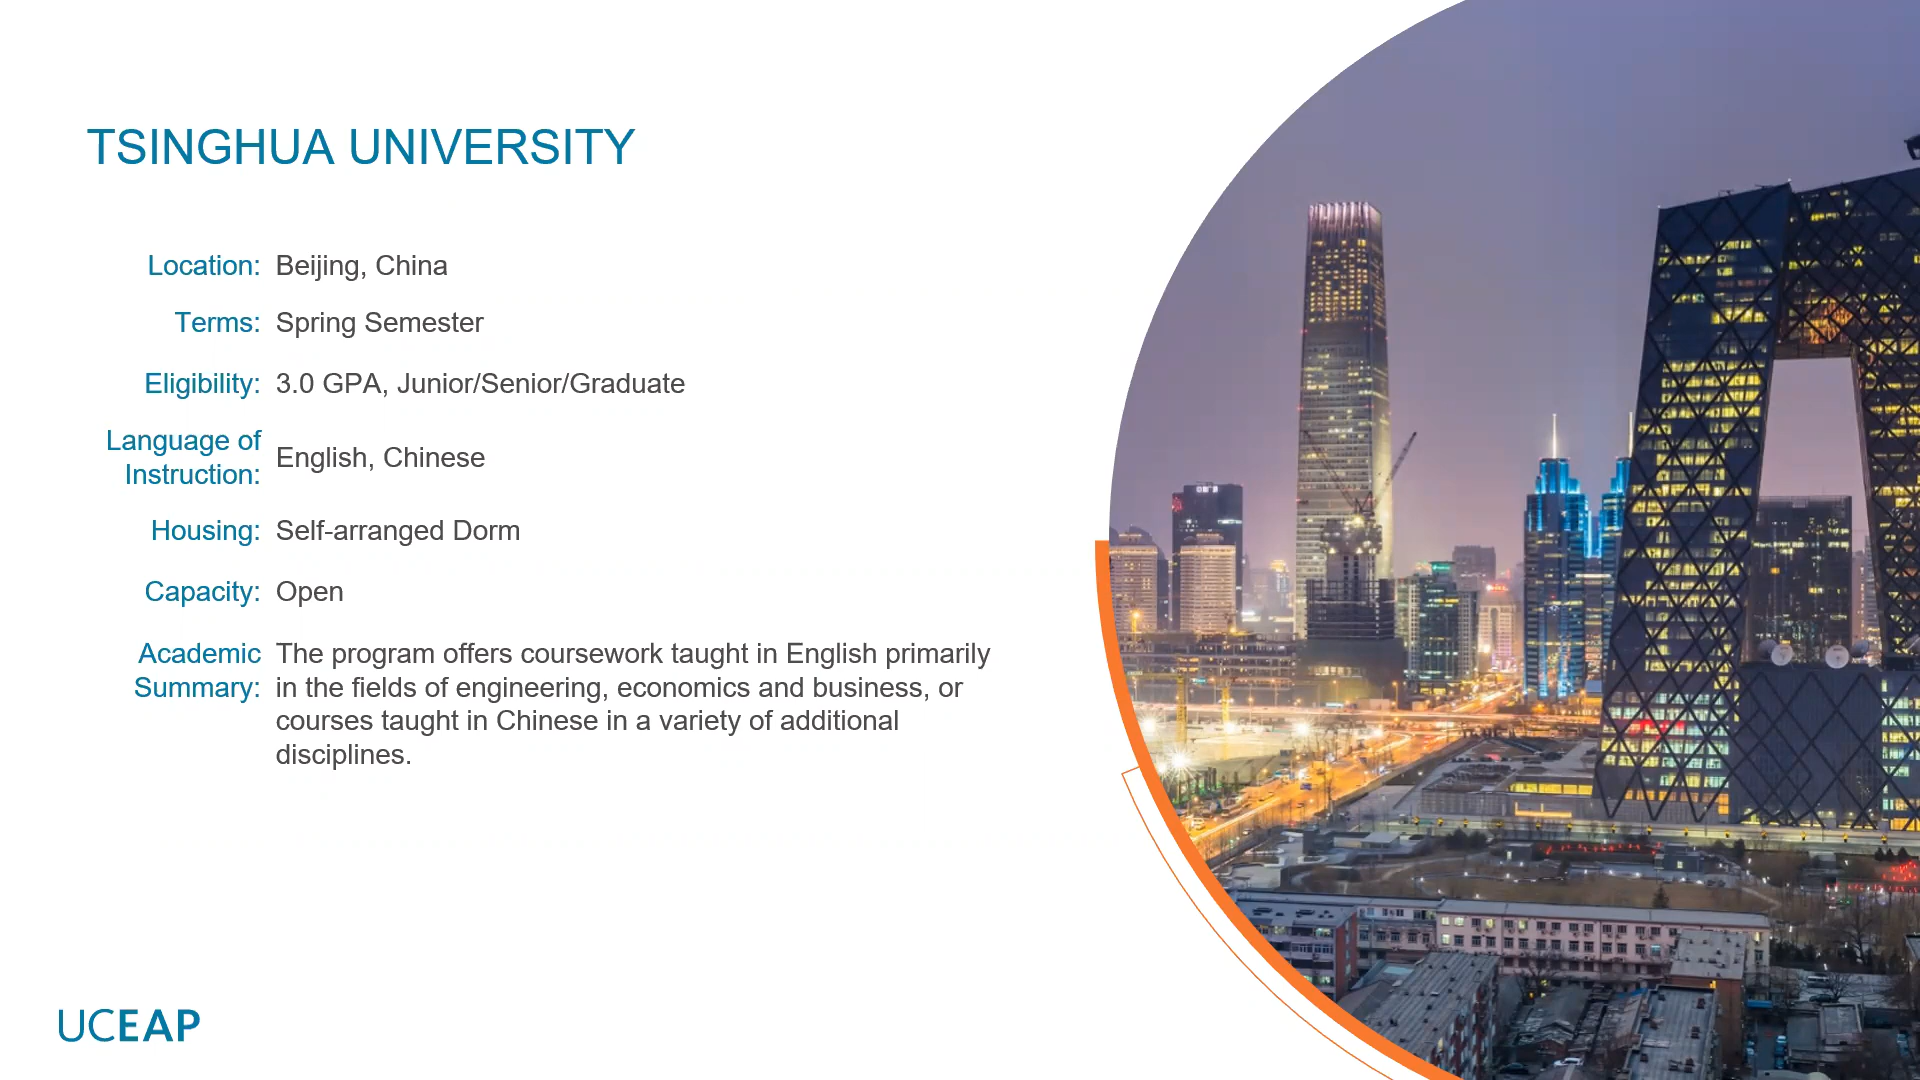 TSINGHUA UNIVERSITY
Location: Beijing, China
Terms: Spring Semester
Eligibility: 3.0 GPA, Junior/Senior/Graduate
Language of Instruction: English, Chinese
Housing: Self-arranged Dorm
Capacity: Open
Academic Summary: The program offers coursework taught in English primarily
in the fields of engineering, economics and business, or
courses taught in Chinese in a variety of additional
disciplines.
UCEAP